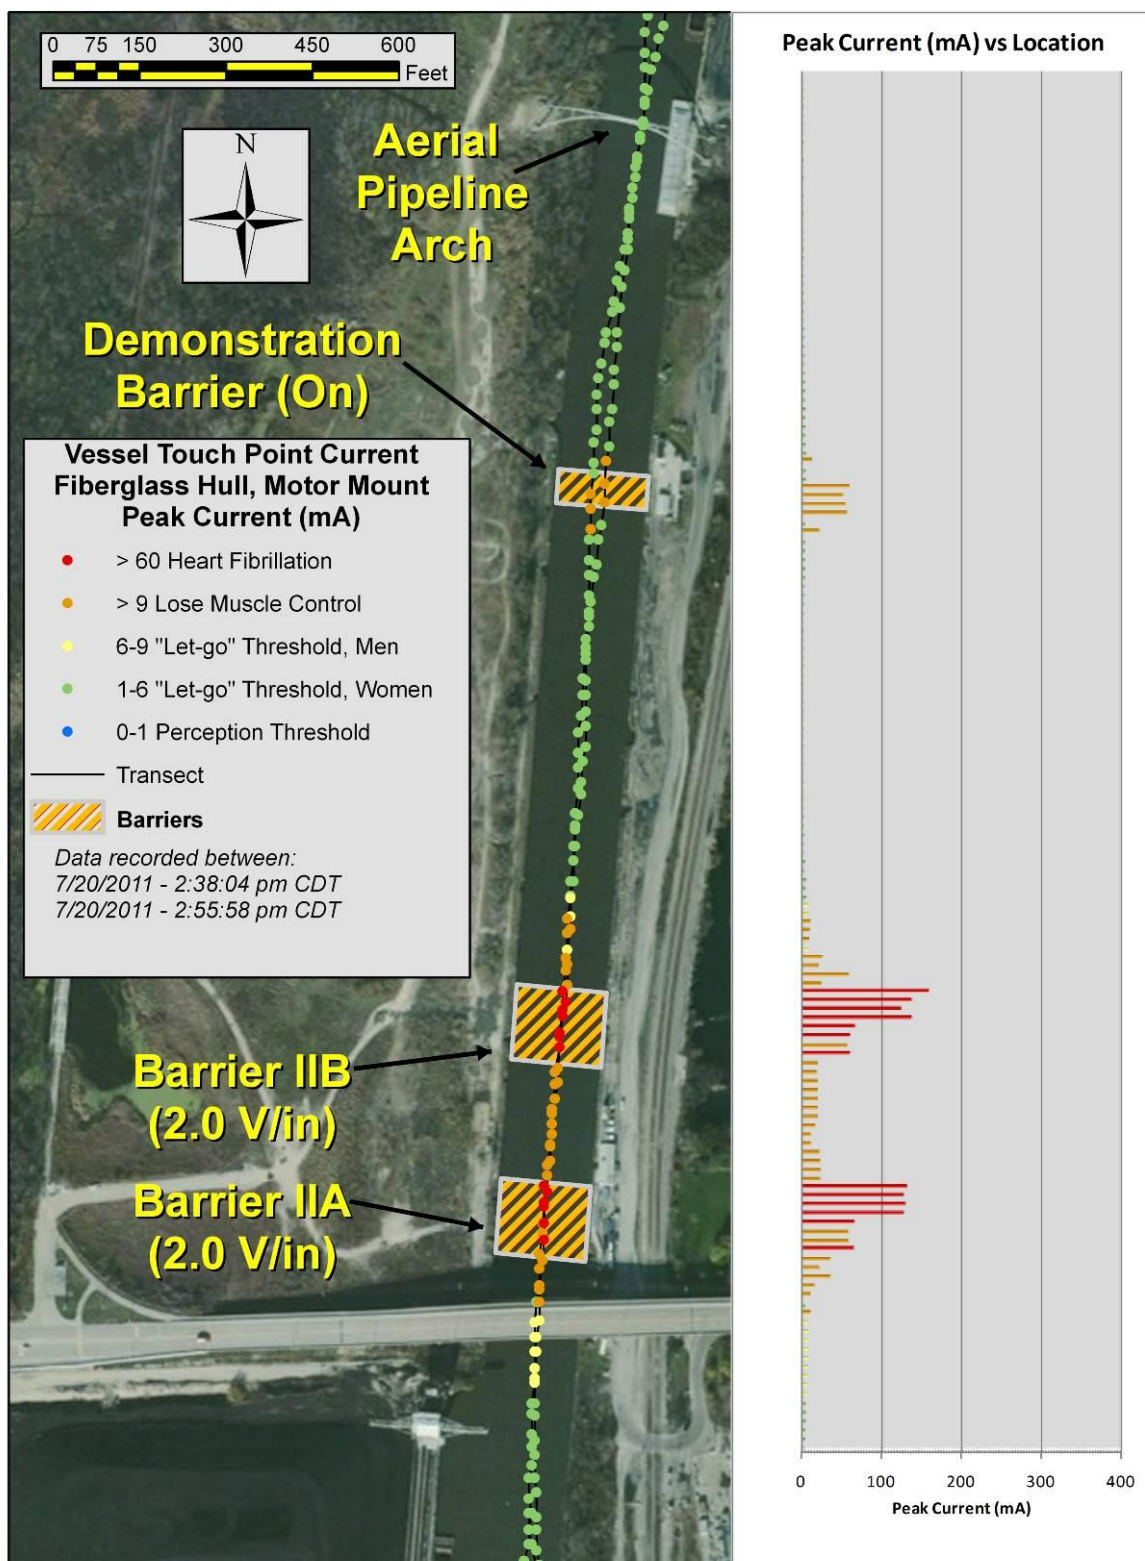 0 75 150 300 450 600
Feet
N
Aerial
Pipeline
Arch
Demonstration
Barrier (On)
Vessel Touch Point Current
Fiberglass Hull, Motor Mount
Peak Current (mA)
> 60 Heart Fibrillation
> 9 Lose Muscle Control
6-9 "Let-go" Threshold, Men
1-6 "Let-go" Threshold, Women
0-1 Perception Threshold
Transect
Barriers
Data recorded between:
7/20/2011 - 2:38:04 pm CDT
7/20/2011 - 2:55:58 pm CDT
Barrier IIB
(2.0 V/in)
Barrier IIA
(2.0 V/in)
Peak Current (mA) vs Location
0 100 200 300 400
Peak Current (mA)